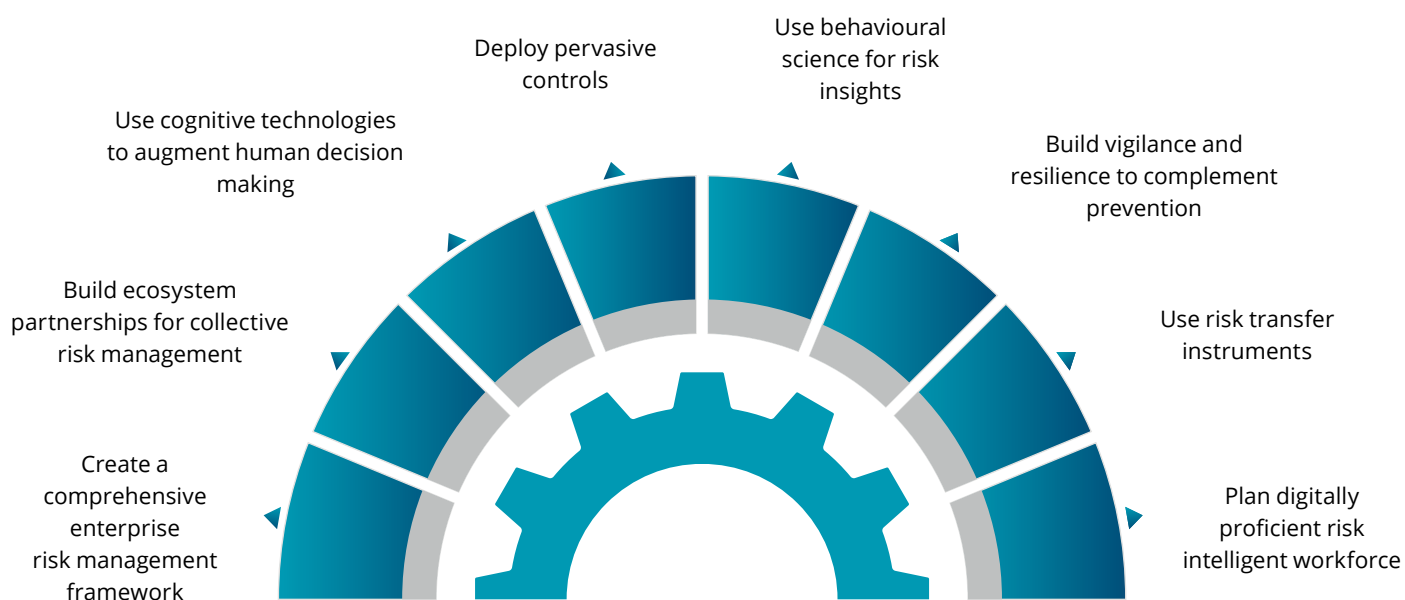 Create a
comprehensive
enterprise
risk management
framework
Build ecosystem
partnerships for collective
risk management
Use cognitive technologies
to augment human decision
making
Deploy pervasive
controls
Use behavioural
science for risk
insights
Build vigilance and
resilience to complement
prevention
Use risk transfer
instruments
Plan digitally
proficient risk
intelligent workforce